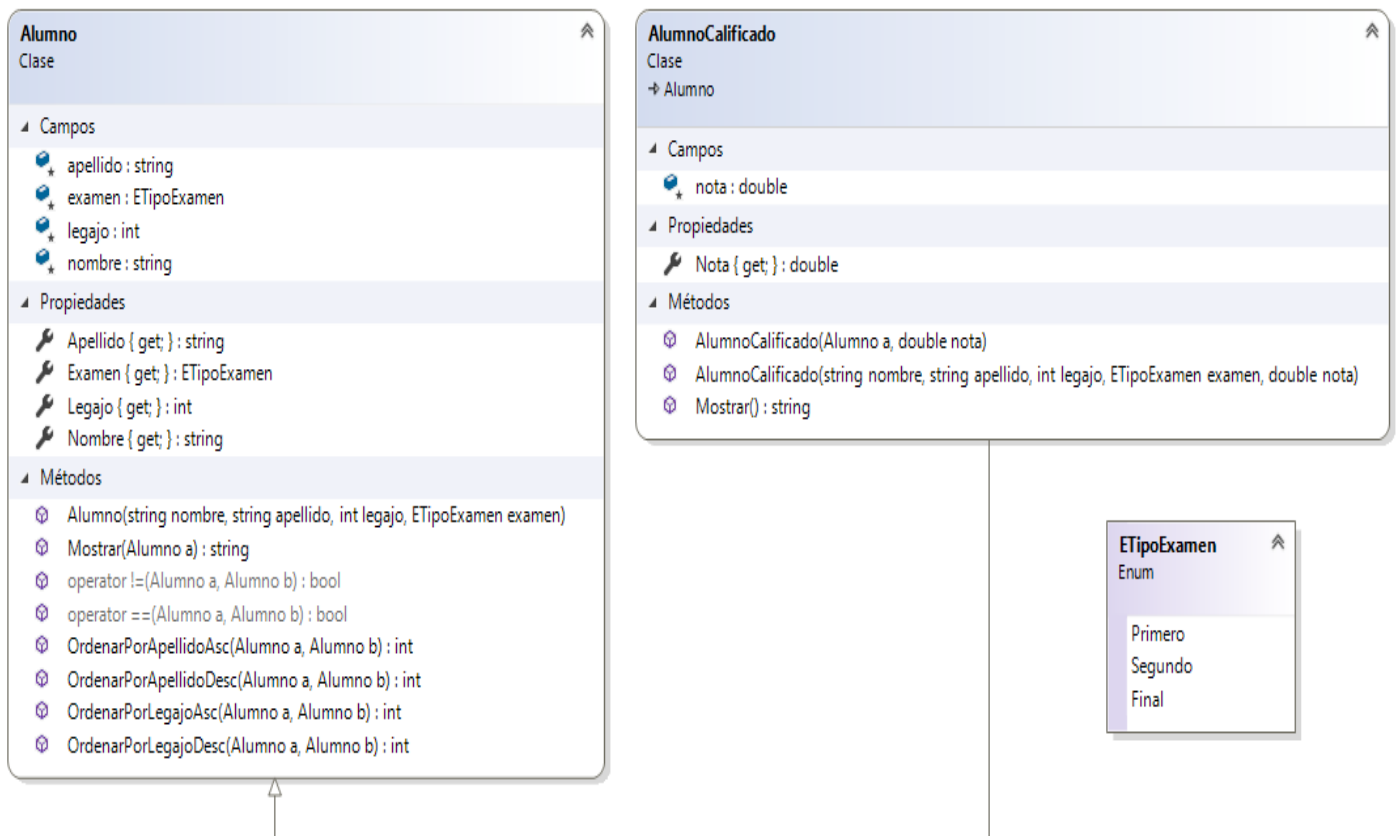 Alumno
Clase
Campos
apellido : string
examen : ETipoExamen
legajo : int
nombre : string
Propiedades
Apellido { get; } : string
Examen { get; } : ETipoExamen
Legajo { get; } : int
Nombre { get; } : string
Métodos
Alumno(string nombre, string apellido, int legajo, ETipoExamen examen)
Mostrar(Alumno a) : string
operator !=(Alumno a, Alumno b) : bool
operator ==(Alumno a, Alumno b) : bool
OrdenarPorApellidoAsc(Alumno a, Alumno b) : int
OrdenarPorApellidoDesc(Alumno a, Alumno b) : int
OrdenarPorLegajoAsc(Alumno a, Alumno b) : int
OrdenarPorLegajoDesc(Alumno a, Alumno b) : int
AlumnoCalificado
Clase
Alumno
Campos
nota : double
Propiedades
Nota { get; } : double
Métodos
AlumnoCalificado(Alumno a, double nota)
AlumnoCalificado(string nombre, string apellido, int legajo, ETipoExamen examen, double nota)
Mostrar() : string
ETipoExamen
Enum
Primero
Segundo
Final